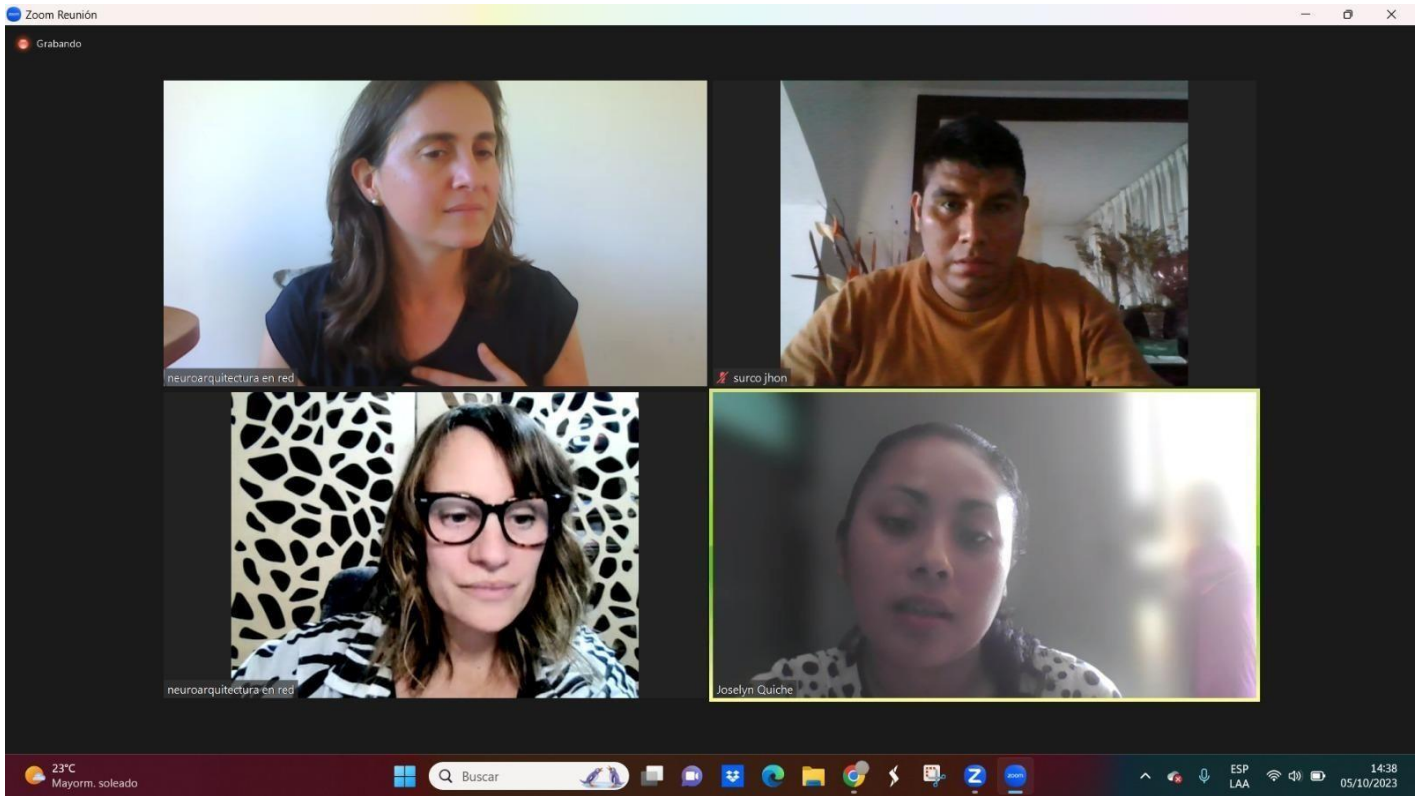 Zoom Reunión
Grabando
neuroarquitectura en red
surco jhon
neuroarquitectura en red
Joselyn Quiche
23°C
Mayorm. soleado
Buscar
zoom
ESP
LAA
14:38
05/10/2023